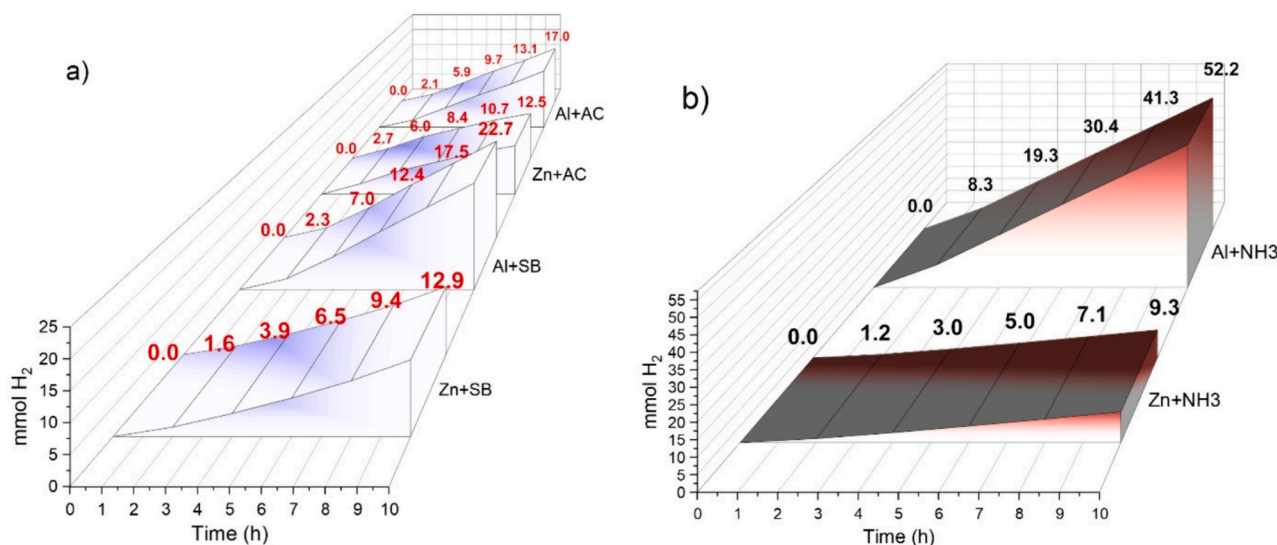 a)
0.0 2.1 5.9 9.7 13.1 17.0
Al+AC
0.0 2.7 6.0 8.4 10.7 12.5
Zn+AC
0.0 2.3 7.0 12.4 17.5 22.7
Al+SB
0.0 1.6 3.9 6.5 9.4 12.9
Zn+SB
25
20
15
10
5
0
mmol H2
0 1 2 3 4 5 6 7 8 9 10
Time (h)
b)
0.0 8.3 19.3 30.4 41.3 52.2
Al+NH3
0.0 1.2 3.0 5.0 7.1 9.3
Zn+NH3
55
50
45
40
35
30
25
20
15
10
5
0
mmol H2
0 1 2 3 4 5 6 7 8 9 10
Time (h)